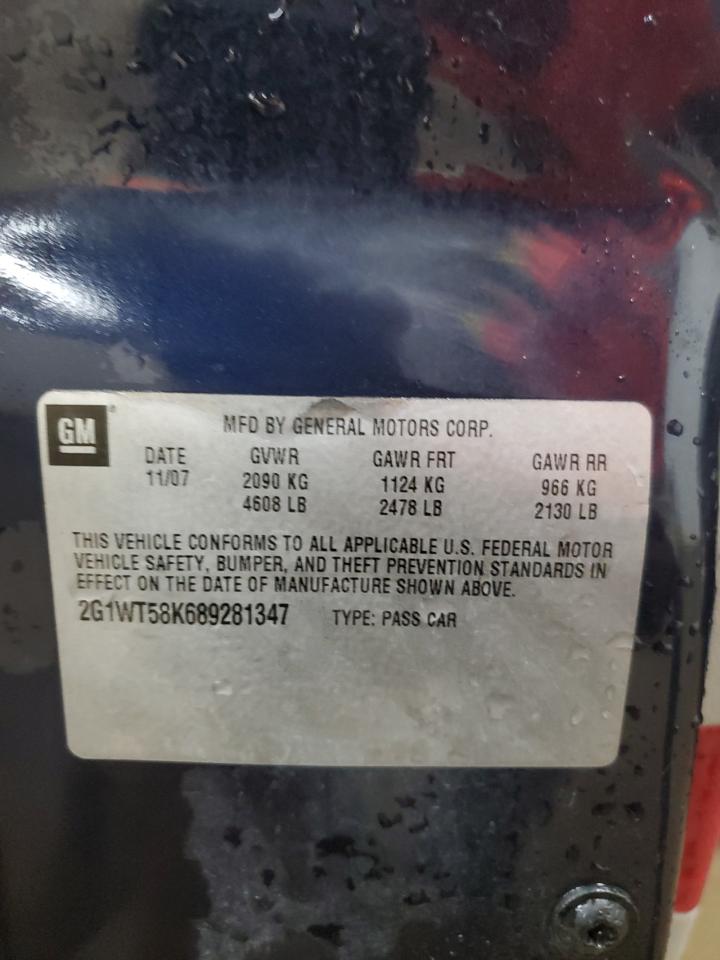 GM®
MFD BY GENERAL MOTORS CORP.
DATE GVWR GAWR FRT GAWR RR
11/07 2090 KG 1124 KG 966 KG
4608 LB 2478 LB 2130 LB
THIS VEHICLE CONFORMS TO ALL APPLICABLE U.S. FEDERAL MOTOR
VEHICLE SAFETY, BUMPER, AND THEFT PREVENTION STANDARDS IN
EFFECT ON THE DATE OF MANUFACTURE SHOWN ABOVE.
2G1WT58K689281347 TYPE: PASS CAR